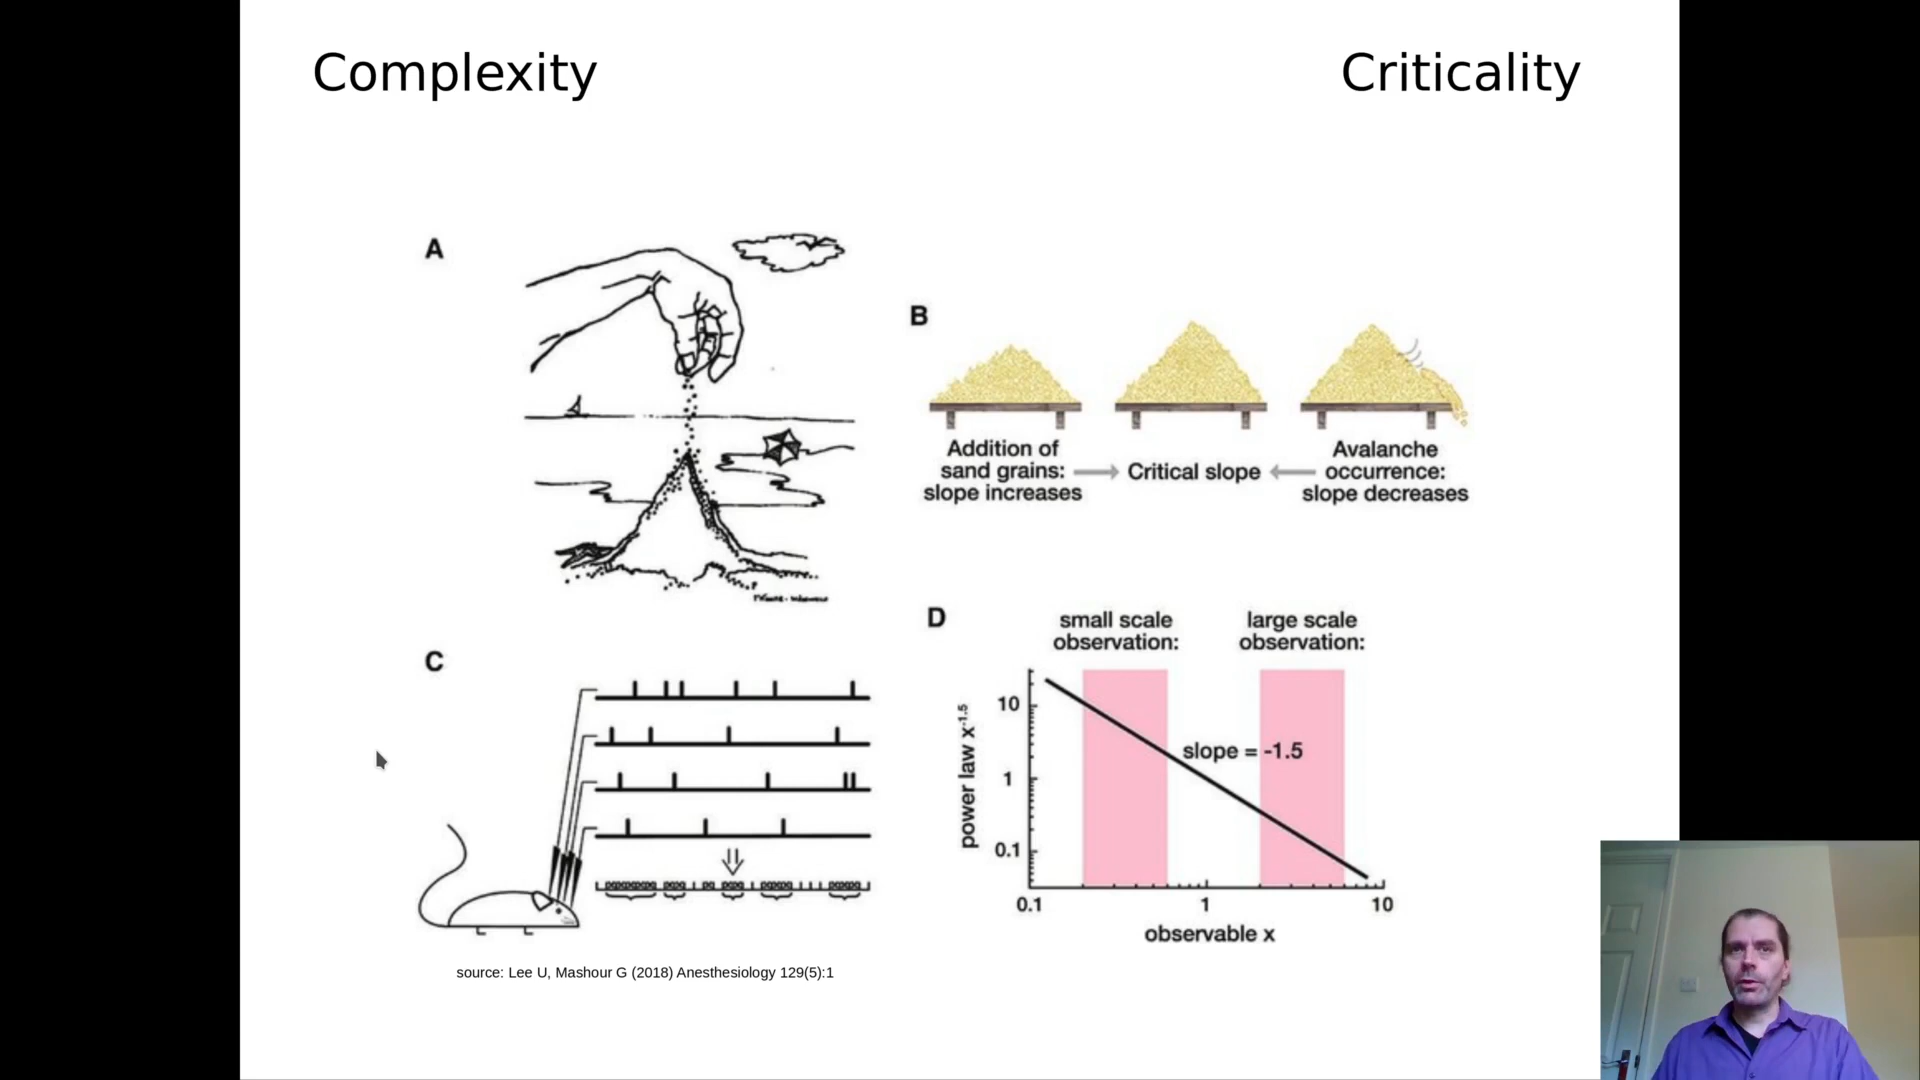 Complexity
Criticality
A
B
Addition of
sand grains:
slope increases
Critical slope
Avalanche
occurrence:
slope decreases
C
D
small scale
observation:
large scale
observation:
10
1
0.1
power law x-1.5
slope = -1.5
0.1
1
10
observable x
source: Lee U, Mashour G (2018) Anesthesiology 129(5):1